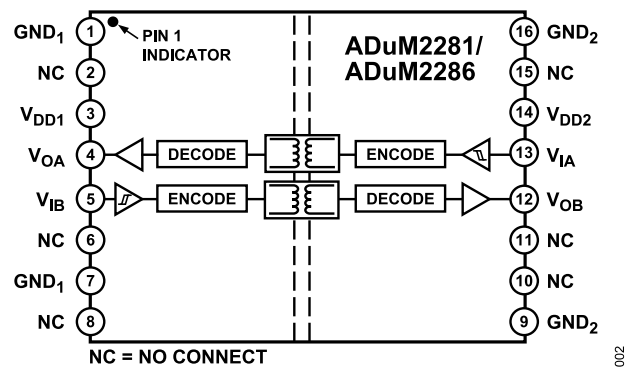 GND1 1 PIN 1 INDICATOR ADuM2281/ 16 GND2
ADuM2286
NC 2 15 NC
VDD1 3 14 VDD2
VOA 4 DECODE ENCODE 13 VIA
VIB 5 ENCODE DECODE 12 VOB
NC 6 11 NC
GND1 7 10 NC
NC 8 9 GND2
NC = NO CONNECT
002